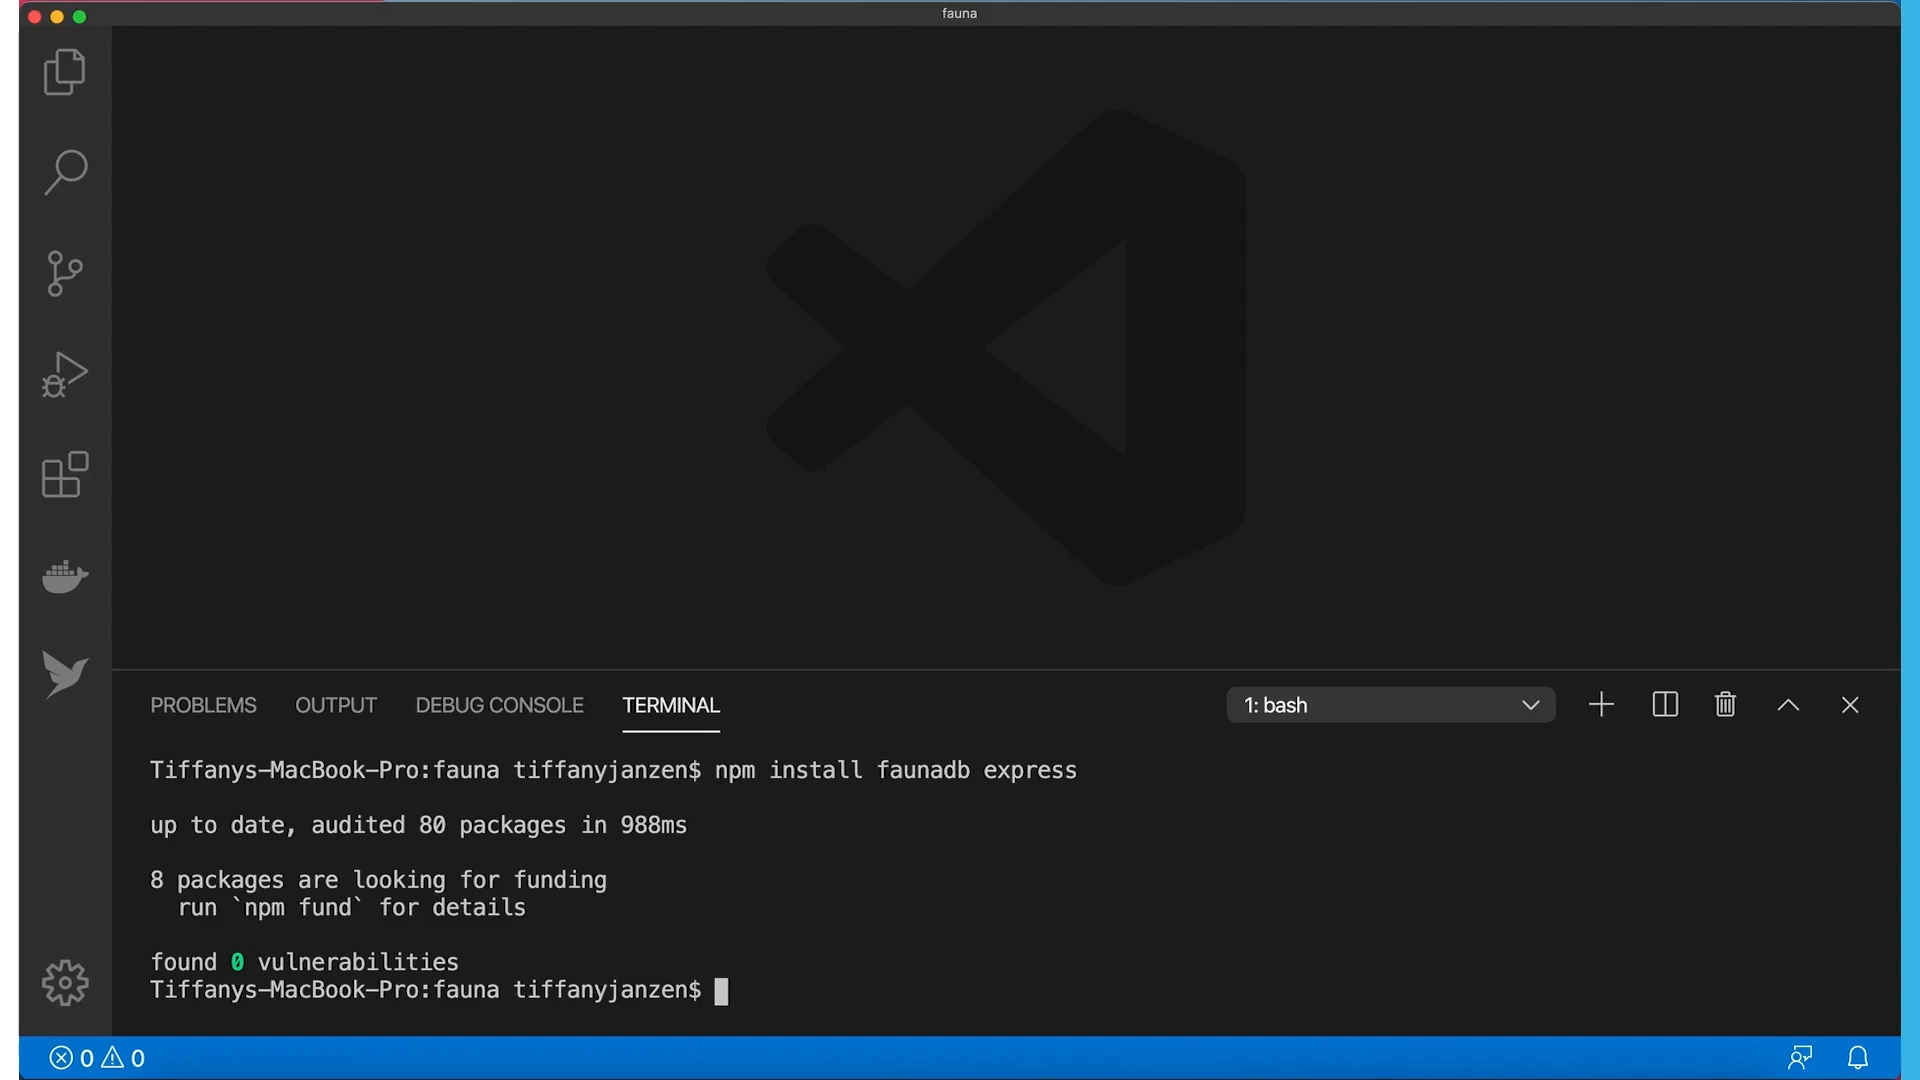 fauna
PROBLEMS OUTPUT DEBUG CONSOLE TERMINAL 1: bash
Tiffanys-MacBook-Pro:fauna tiffanyjanzen$ npm install faunadb express
up to date, audited 80 packages in 988ms
8 packages are looking for funding
run `npm fund` for details
found 0 vulnerabilities
Tiffanys-MacBook-Pro:fauna tiffanyjanzen$
0 0